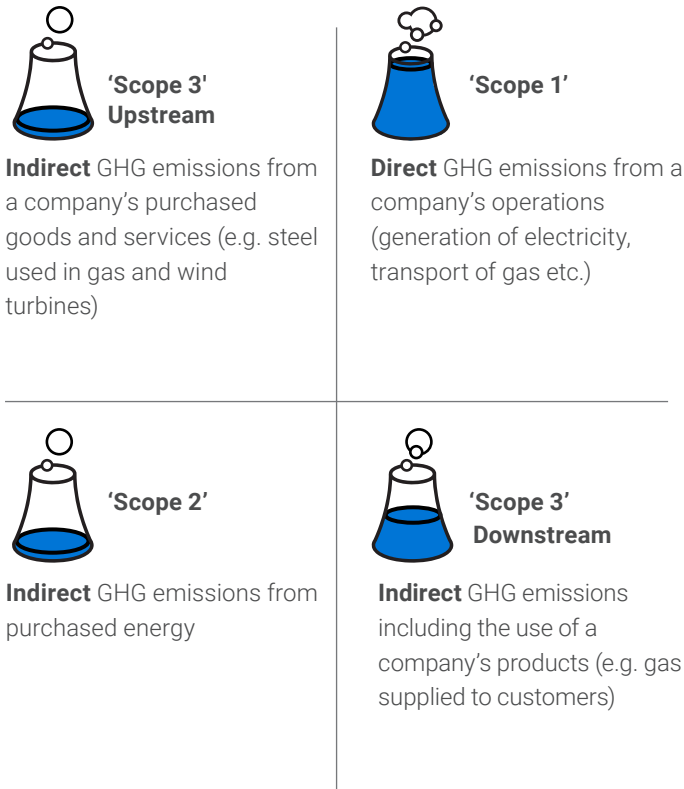 ‘Scope 3'
Upstream
Indirect GHG emissions from
a company’s purchased
goods and services (e.g. steel
used in gas and wind
turbines)
‘Scope 1’
Direct GHG emissions from a
company’s operations
(generation of electricity,
transport of gas etc.)
‘Scope 2’
Indirect GHG emissions from
purchased energy
‘Scope 3’
Downstream
Indirect GHG emissions
including the use of a
company’s products (e.g. gas
supplied to customers)